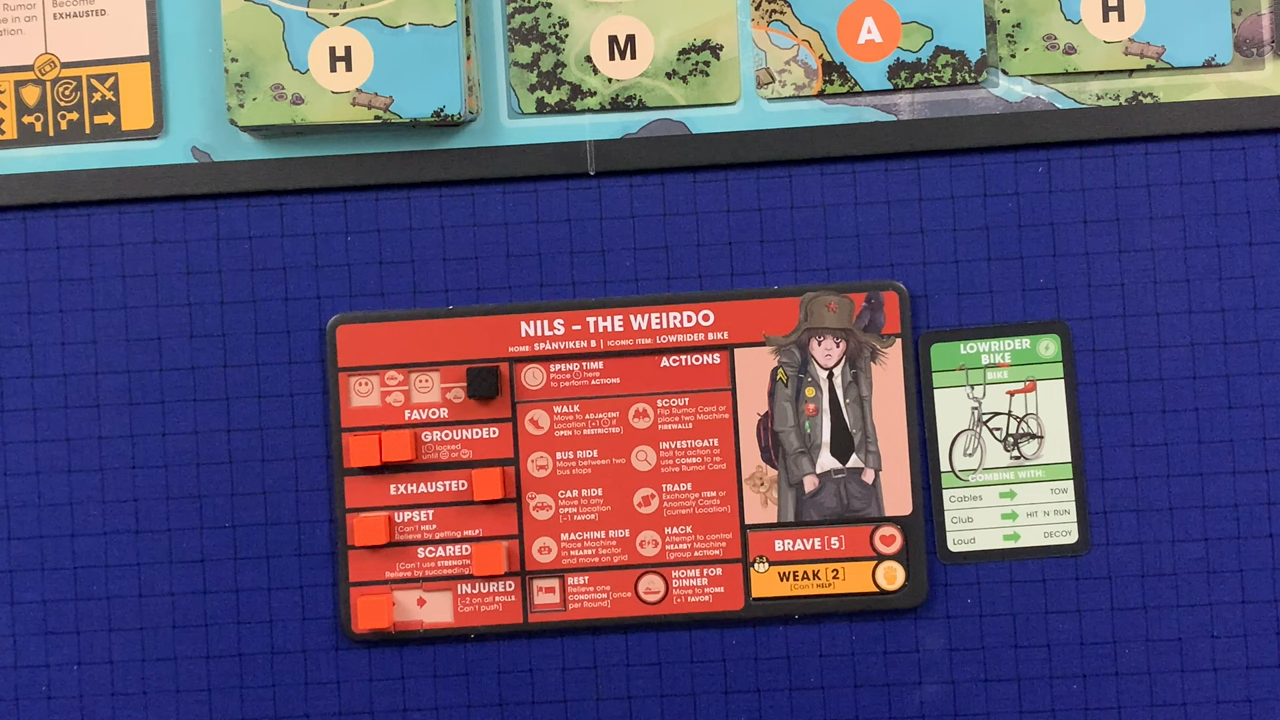 Rumor
e in an
ation.
Become
EXHAUSTED.
H
M
A
H
NILS – THE WEIRDO
HOME: SPÅNVIKEN B | ICONIC ITEM: LOWRIDER BIKE
FAVOR
GROUNDED
locked
until
EXHAUSTED
UPSET
[Can't HELP
Relieve by getting HELP]
SCARED
[Can't use STRENGTH
Relieve by succeeding]
INJURED
[-2 on all ROLLS
Can't push]
SPEND TIME
Place here
to perform ACTIONS
ACTIONS
WALK
Move to ADJACENT
Location [+1 if
OPEN to RESTRICTED]
BUS RIDE
Move between two
bus stops
CAR RIDE
Move to any
OPEN Location
[-1 FAVOR]
MACHINE RIDE
Place Machine
in NEARBY Sector
and move on grid
SCOUT
Flip Rumor Card or
place two Machine
FIREWALLS
INVESTIGATE
Roll for action or
use COMBO to re-
solve Rumor Card
TRADE
Exchange ITEM or
Anomaly Cards
[current Location]
HACK
Attempt to control
NEARBY Machine
[group ACTION]
REST
Relieve one
CONDITION [once
per Round]
HOME FOR
DINNER
Move to HOME
[+1 FAVOR]
BRAVE [5]
WEAK [2]
[Can't HELP]
LOWRIDER
BIKE
BIKE
COMBINE WITH:
Cables TOW
Club HIT N RUN
Loud DECOY